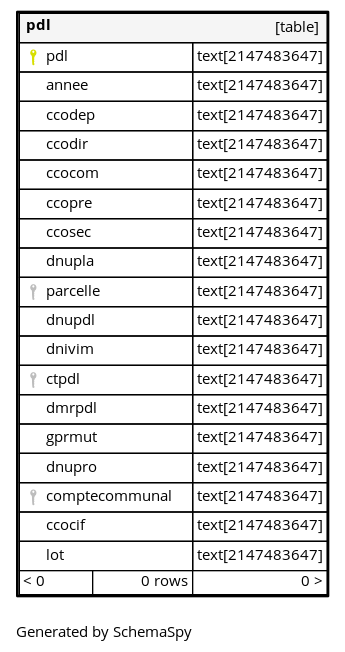 pdl [table]
pdl text[2147483647]
annee text[2147483647]
ccodep text[2147483647]
ccodir text[2147483647]
ccocom text[2147483647]
ccopre text[2147483647]
ccosec text[2147483647]
dnupla text[2147483647]
parcelle text[2147483647]
dnupdl text[2147483647]
dnivim text[2147483647]
ctpdl text[2147483647]
dmrpdl text[2147483647]
gprmut text[2147483647]
dnupro text[2147483647]
comptecommunal text[2147483647]
ccocif text[2147483647]
lot text[2147483647]
< 0 0 rows 0 >
Generated by SchemaSpy